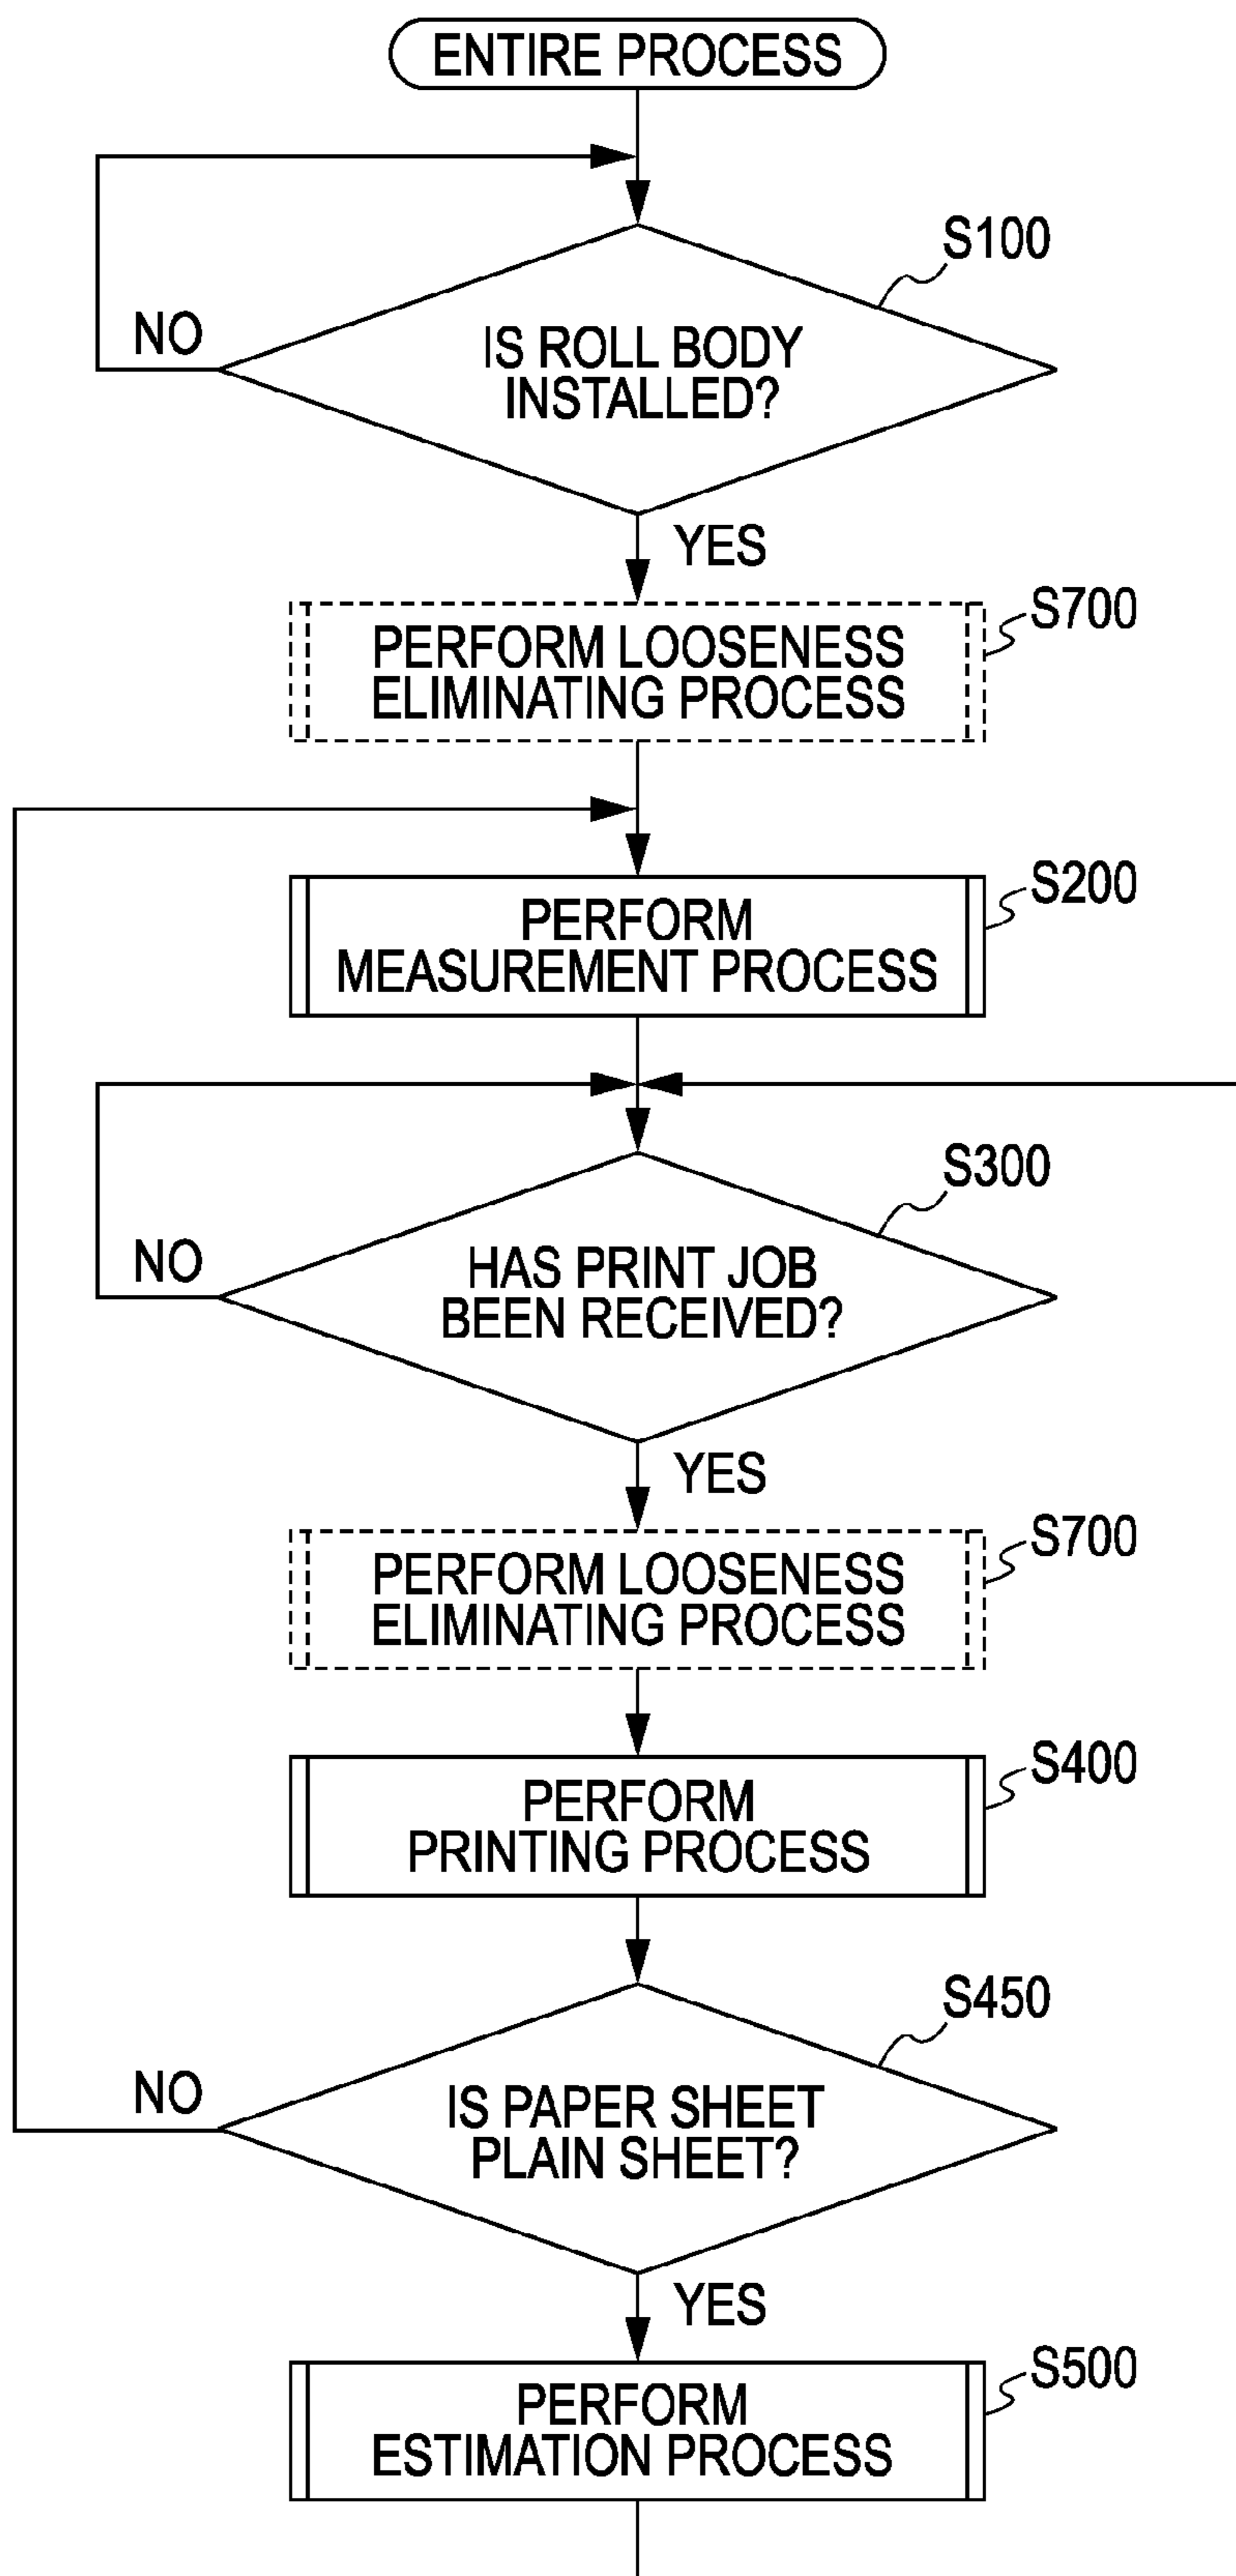 ENTIRE PROCESS
S100
NO
IS ROLL BODY
INSTALLED?
YES
S700
PERFORM LOOSENESS
ELIMINATING PROCESS
S200
PERFORM
MEASUREMENT PROCESS
S300
NO
HAS PRINT JOB
BEEN RECEIVED?
YES
S700
PERFORM LOOSENESS
ELIMINATING PROCESS
S400
PERFORM
PRINTING PROCESS
S450
NO
IS PAPER SHEET
PLAIN SHEET?
YES
S500
PERFORM
ESTIMATION PROCESS